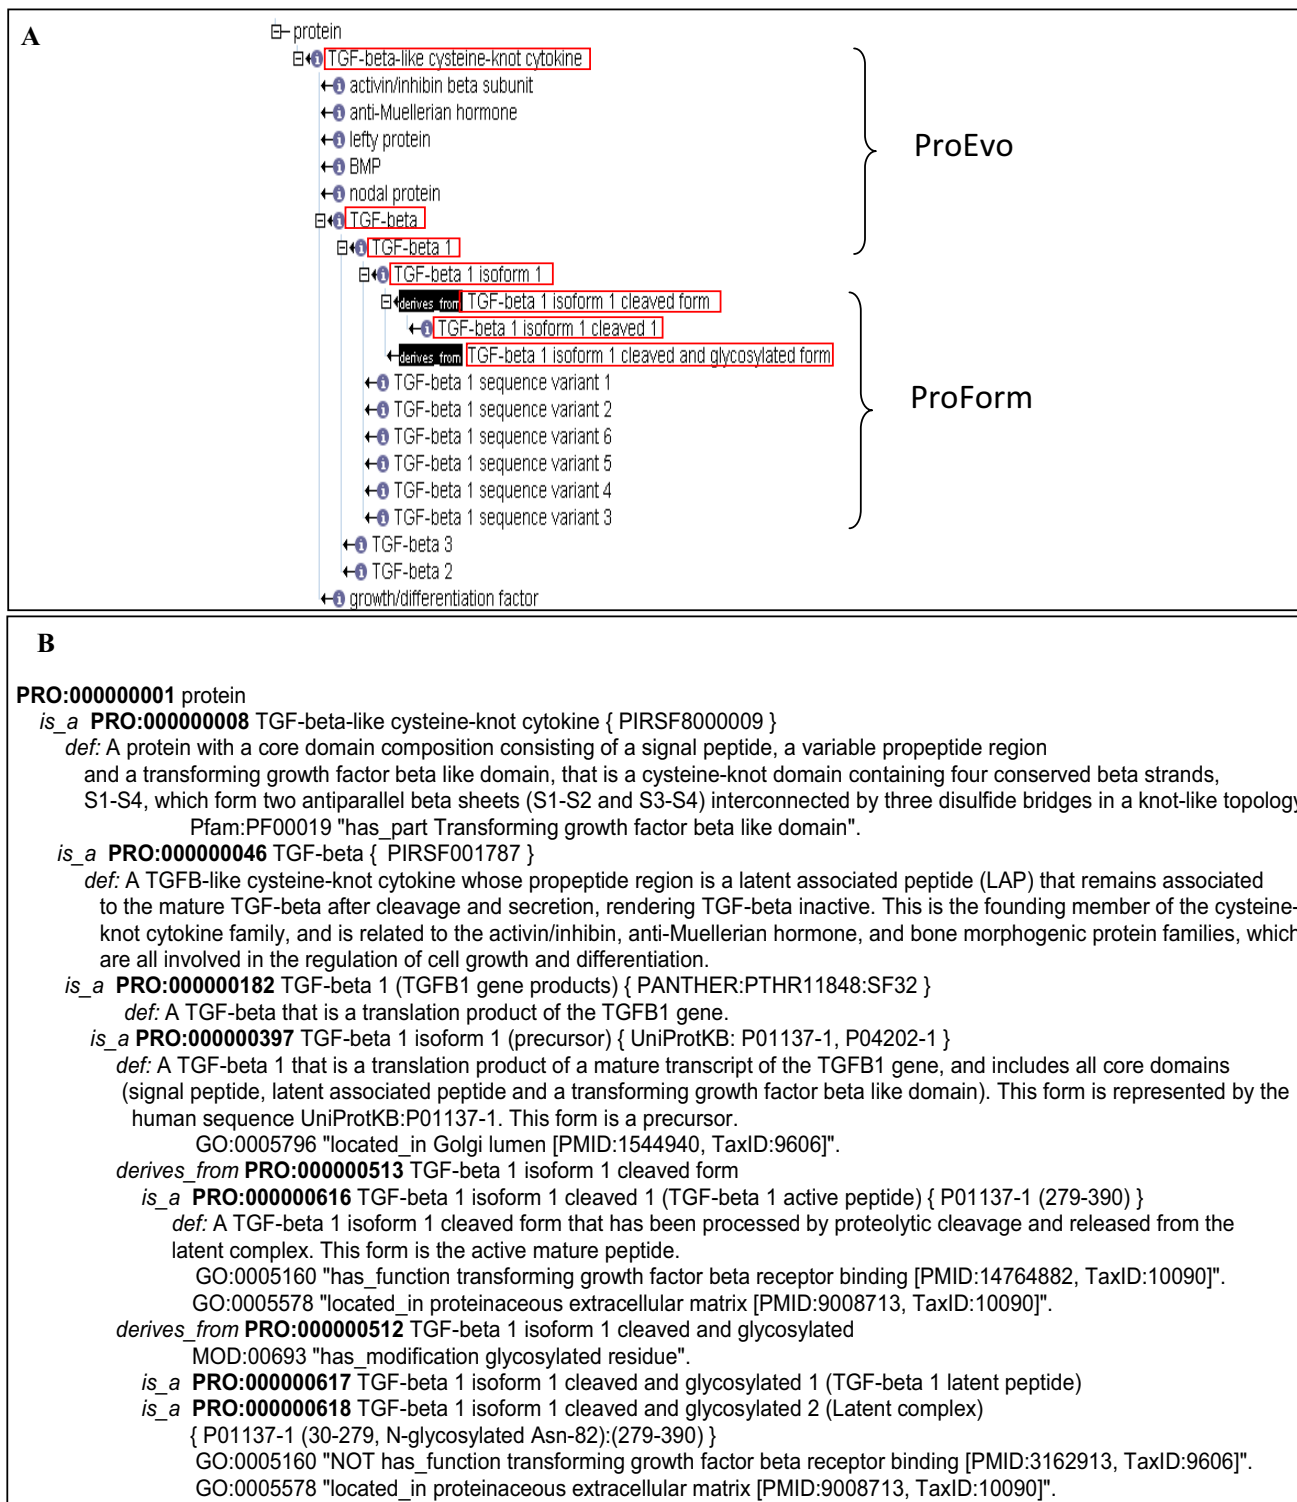 A
protein
TGF-beta-like cysteine-knot cytokine
activin/inhibin beta subunit
anti-Muellerian hormone
lefty protein
BMP
nodal protein
TGF-beta
TGF-beta 1
TGF-beta 1 isoform 1
derives_from TGF-beta 1 isoform 1 cleaved form
TGF-beta 1 isoform 1 cleaved 1
derives_from TGF-beta 1 isoform 1 cleaved and glycosylated form
TGF-beta 1 sequence variant 1
TGF-beta 1 sequence variant 2
TGF-beta 1 sequence variant 6
TGF-beta 1 sequence variant 5
TGF-beta 1 sequence variant 4
TGF-beta 1 sequence variant 3
TGF-beta 3
TGF-beta 2
growth/differentiation factor
ProEvo
ProForm
B
PRO:000000001 protein
is_a PRO:000000008 TGF-beta-like cysteine-knot cytokine { PIRSF8000009 }
def: A protein with a core domain composition consisting of a signal peptide, a variable propeptide region
and a transforming growth factor beta like domain, that is a cysteine-knot domain containing four conserved beta strands,
S1-S4, which form two antiparallel beta sheets (S1-S2 and S3-S4) interconnected by three disulfide bridges in a knot-like topology
Pfam:PF00019 "has_part Transforming growth factor beta like domain".
is_a PRO:000000046 TGF-beta { PIRSF001787 }
def: A TGFB-like cysteine-knot cytokine whose propeptide region is a latent associated peptide (LAP) that remains associated
to the mature TGF-beta after cleavage and secretion, rendering TGF-beta inactive. This is the founding member of the cysteine-
knot cytokine family, and is related to the activin/inhibin, anti-Muellerian hormone, and bone morphogenic protein families, which
are all involved in the regulation of cell growth and differentiation.
is_a PRO:000000182 TGF-beta 1 (TGFB1 gene products) { PANTHER:PTHR11848:SF32 }
def: A TGF-beta that is a translation product of the TGFB1 gene.
is_a PRO:000000397 TGF-beta 1 isoform 1 (precursor) { UniProtKB: P01137-1, P04202-1 }
def: A TGF-beta 1 that is a translation product of a mature transcript of the TGFB1 gene, and includes all core domains
(signal peptide, latent associated peptide and a transforming growth factor beta like domain). This form is represented by the
human sequence UniProtKB:P01137-1. This form is a precursor.
GO:0005796 "located_in Golgi lumen [PMID:1544940, TaxID:9606]".
derives_from PRO:000000513 TGF-beta 1 isoform 1 cleaved form
is_a PRO:000000616 TGF-beta 1 isoform 1 cleaved 1 (TGF-beta 1 active peptide) { P01137-1 (279-390) }
def: A TGF-beta 1 isoform 1 cleaved form that has been processed by proteolytic cleavage and released from the
latent complex. This form is the active mature peptide.
GO:0005160 "has_function transforming growth factor beta receptor binding [PMID:14764882, TaxID:10090]".
GO:0005578 "located_in proteinaceous extracellular matrix [PMID:9008713, TaxID:10090]".
derives_from PRO:000000512 TGF-beta 1 isoform 1 cleaved and glycosylated
MOD:00693 "has_modification glycosylated residue".
is_a PRO:000000617 TGF-beta 1 isoform 1 cleaved and glycosylated 1 (TGF-beta 1 latent peptide)
is_a PRO:000000618 TGF-beta 1 isoform 1 cleaved and glycosylated 2 (Latent complex)
{ P01137-1 (30-279, N-glycosylated Asn-82):(279-390) }
GO:0005160 "NOT has_function transforming growth factor beta receptor binding [PMID:3162913, TaxID:9606]".
GO:0005578 "located_in proteinaceous extracellular matrix [PMID:9008713, TaxID:10090]".